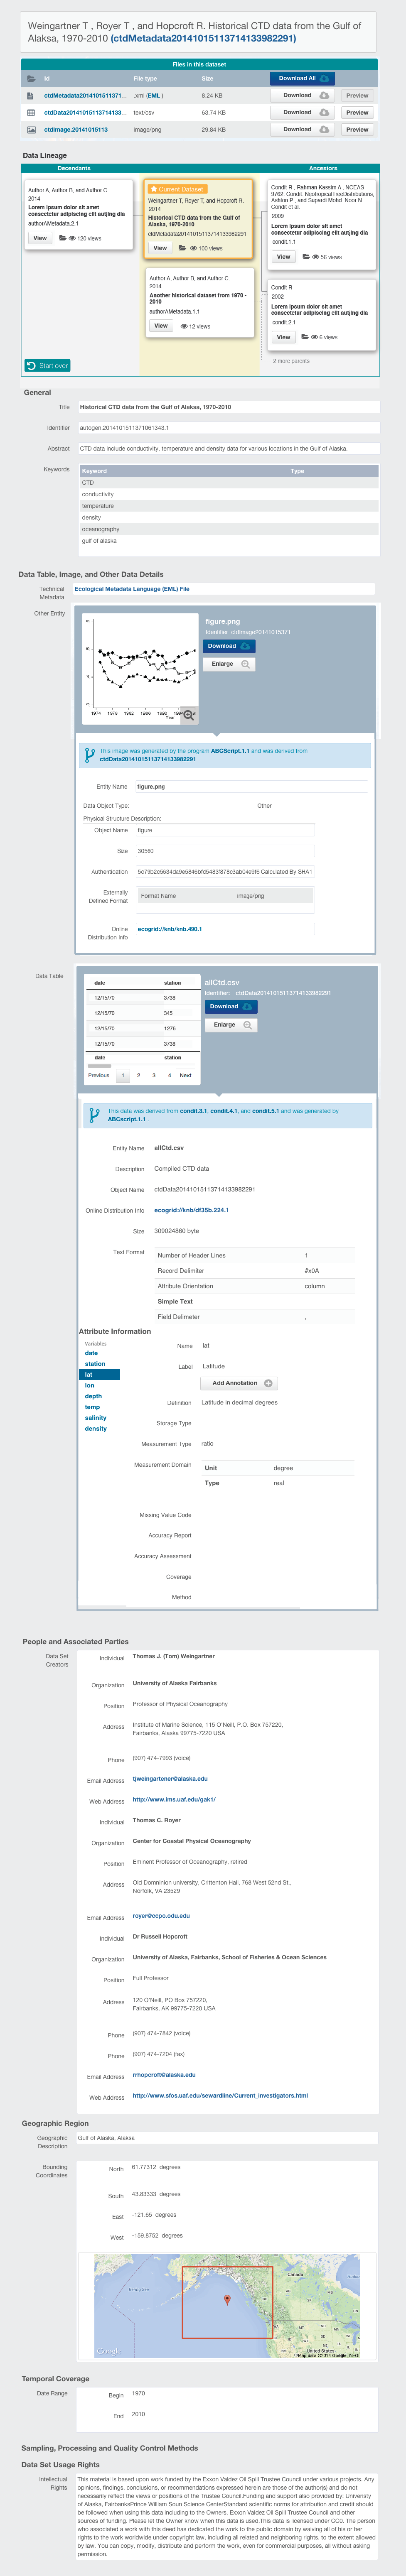 Weingartner T , Royer T , and Hopcroft R. Historical CTD data from the Gulf of
Alaksa, 1970-2010 (ctdMetadata20141015113714133982291)
Files in this dataset
Id File type Size Download All
ctdMetadata2014101511371... .xml (EML ) 8.24 KB Download Preview
ctdData20141015113714133... text/csv 63.74 KB Download Preview
ctdimage.20141015113 image/png 29.84 KB Download Preview
Data Lineage
Decendants Ancestors
Author A, Author B, and Author C.
2014
Lorem ipsum dolor sit amet
consectetur adipiscing elit autjing dia
authorAMetadata.2.1
View 120 views
Current Dataset
Weingartner T, Royer T, and Hopcroft R.
2014
Historical CTD data from the Gulf of
Alaska, 1970-2010
ctdMetadata20141015113714133982291
View 100 views
Author A, Author B, and Author C.
2014
Another historical dataset from 1970 -
2010
authorAMetadata.1.1
View 12 views
Condit R , Rahman Kassim A , NCEAS
9762: Condit: NeotropicalTreeDistributions,
Ashton P , and Supardi Mohd. Noor N.
Condit et al.
2009
Lorem ipsum dolor sit amet
consectetur adipiscing elit autjing dia
condit.1.1
View 56 views
Condit R
2002
Lorem ipsum dolor sit amet
consectetur adipiscing elit autjing dia
condit.2.1
View 6 views
2 more parents
Start over
General
Title Historical CTD data from the Gulf of Alaksa, 1970-2010
Identifier autogen.2014101511371061343.1
Abstract CTD data include conductivity, temperature and density data for various locations in the Gulf of Alaska.
Keywords Keyword Type
CTD
conductivity
temperature
density
oceanography
gulf of alaska
Data Table, Image, and Other Data Details
Technical
Metadata
Ecological Metadata Language (EML) File
Other Entity
1974 1978 1982 1986 1990
Year
figure.png
Identifier: ctdimage20141015371
Download
Enlarge
This image was generated by the program ABCScript.1.1 and was derived from
ctdData20141015113714133982291
Entity Name figure.png
Data Object Type: Other
Physical Structure Description:
Object Name figure
Size 30560
Authentication 5c79b2c5634da9e5846bfd5483f878c3ab04e9f6 Calculated By SHA1
Externally
Defined Format
Format Name image/png
Online
Distribution Info
ecogrid://knb/knb.490.1
Data Table
date station
12/15/70 3738
12/15/70 345
12/15/70 1276
12/15/70 3738
date station
Previous 1 2 3 4 Next
allCtd.csv
Identifier: ctdData20141015113714133982291
Download
Enlarge
This data was derived from condit.3.1, condit.4.1, and condit.5.1 and was generated by
ABCscript.1.1 .
Entity Name allCtd.csv
Description Compiled CTD data
Object Name ctdData20141015113714133982291
Online Distribution Info ecogrid://knb/df35b.224.1
Size 309024860 byte
Text Format
Number of Header Lines 1
Record Delimiter #x0A
Attribute Orientation column
Simple Text
Field Delimeter ,
Attribute Information
Variables
date
station
lat
lon
depth
temp
salinity
density
Name lat
Label Latitude
Add Annotation
Definition Latitude in decimal degrees
Storage Type
Measurement Type ratio
Measurement Domain
Unit degree
Type real
Missing Value Code
Accuracy Report
Accuracy Assessment
Coverage
Method
People and Associated Parties
Data Set
Creators
Individual Thomas J. (Tom) Weingartner
Organization University of Alaska Fairbanks
Position Professor of Physical Oceanography
Address Institute of Marine Science, 115 O'Neill, P.O. Box 757220,
Fairbanks, Alaska 99775-7220 USA
Phone (907) 474-7993 (voice)
Email Address tjweingartener@alaska.edu
Web Address http://www.ims.uaf.edu/gak1/
Individual Thomas C. Royer
Organization Center for Coastal Physical Oceanography
Position Eminent Professor of Oceanography, retired
Address Old Domninion university, Crittenton Hall, 768 West 52nd St.,
Norfolk, VA 23529
Email Address royer@ccpo.odu.edu
Individual Dr Russell Hopcroft
Organization University of Alaska, Fairbanks, School of Fisheries & Ocean Sciences
Position Full Professor
Address 120 O'Neill, PO Box 757220,
Fairbanks, AK 99775-7220 USA
Phone (907) 474-7842 (voice)
Phone (907) 474-7204 (fax)
Email Address rrhopcroft@alaska.edu
Web Address http://www.sfos.uaf.edu/sewardline/Current_investigators.html
Geographic Region
Geographic
Description
Gulf of Alaska, Alaksa
Bounding
Coordinates
North 61.77312 degrees
South 43.83333 degrees
East -121.65 degrees
West -159.8752 degrees
Bering Sea
Canada
United States
Google
Map data ©2014 Google, INEGI
Temporal Coverage
Date Range Begin 1970
End 2010
Sampling, Processing and Quality Control Methods
Data Set Usage Rights
Intellectual
Rights
This material is based upon work funded by the Exxon Valdez Oil Spill Trustee Council under various projects. Any
opinions, findings, conclusions, or recommendations expressed herein are those of the author(s) and do not
necessarily reflect the views or positions of the Trustee Council.Funding and support also provided by: Univeristy
of Alaska, FairbanksPrince William Soun Science CenterStandard scientific norms for attribution and credit should
be followed when using this data including to the Owners, Exxon Valdez Oil Spill Trustee Council and other
sources of funding. Please let the Owner know when this data is used.This data is licensed under CC0. The person
who associated a work with this deed has dedicated the work to the public domain by waiving all of his or her
rights to the work worldwide under copyright law, including all related and neighboring rights, to the extent allowed
by law. You can copy, modify, distribute and perform the work, even for commercial purposes, all without asking
permission.